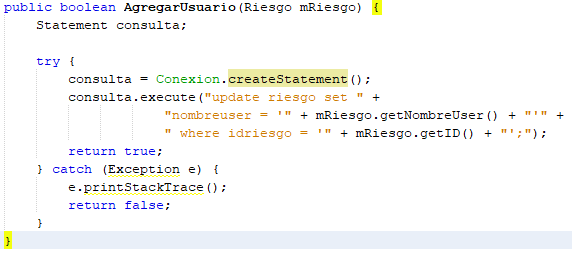 public boolean AgregarUsuario(Riesgo mRiesgo) {
    Statement consulta;

    try {
        consulta = Conexion.createStatement();
        consulta.execute("update riesgo set " +
                    "nombreuser = '" + mRiesgo.getNombreUser() + "'" +
                    " where idriesgo = '" + mRiesgo.getID() + "';");
        return true;
    } catch (Exception e) {
        e.printStackTrace();
        return false;
    }
}